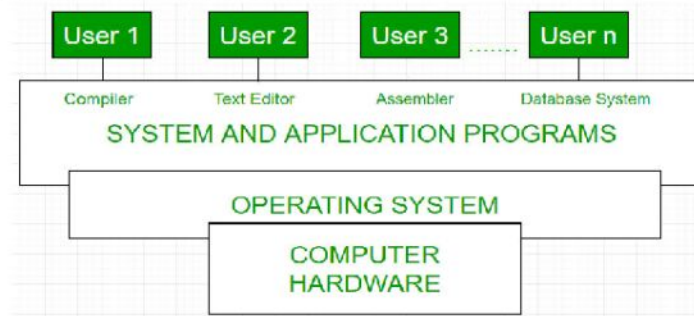 User 1 User 2 User 3 ........ User n
Compiler Text Editor Assembler Database System
SYSTEM AND APPLICATION PROGRAMS
OPERATING SYSTEM
COMPUTER
HARDWARE